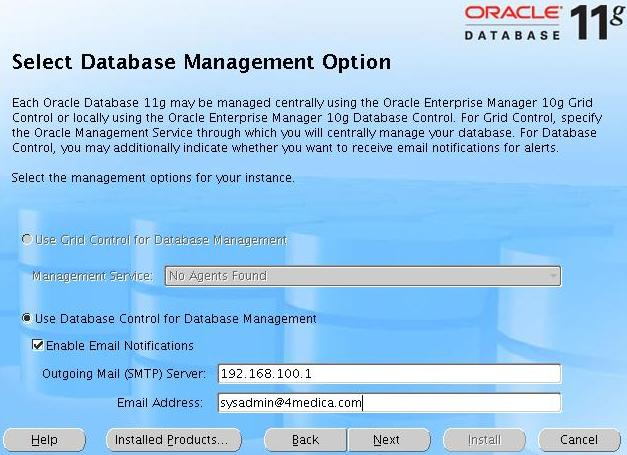 ORACLE 11g
DATABASE
Select Database Management Option
Each Oracle Database 11g may be managed centrally using the Oracle Enterprise Manager 10g Grid
Control or locally using the Oracle Enterprise Manager 10g Database Control. For Grid Control, specify
the Oracle Management Service through which you will centrally manage your database. For Database
Control, you may additionally indicate whether you want to receive email notifications for alerts.
Select the management options for your instance.
Use Grid Control for Database Management
Management Service: No Agents Found
Use Database Control for Database Management
Enable Email Notifications
Outgoing Mail (SMTP) Server: 192.168.100.1
Email Address: sysadmin@4medica.com
Help Installed Products... Back Next Install Cancel